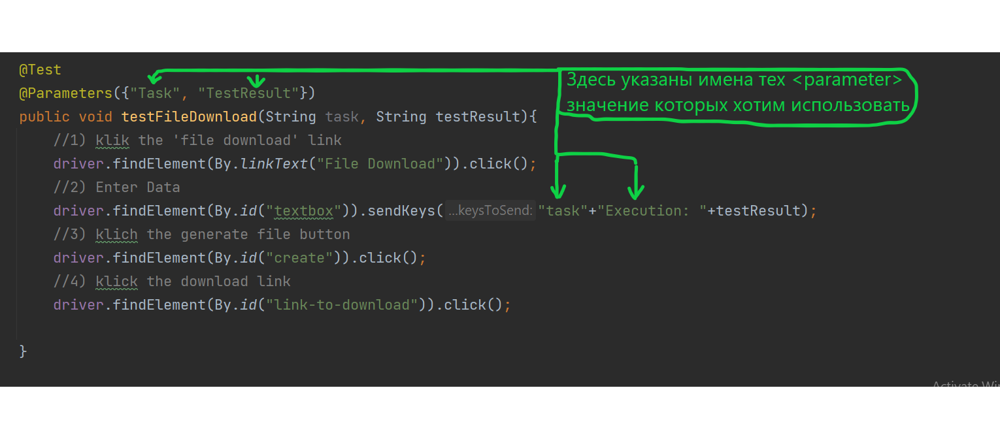 @Test
@Parameters({"Task", "TestResult"})
Здесь указаны имена тех <parameter>
значение которых хотим использовать
public void testFileDownload(String task, String testResult){
//1) klik the 'file download' link
driver.findElement(By.linkText("File Download")).click();
//2) Enter Data
driver.findElement(By.id("textbox")).sendKeys(...keysToSend: "task"+"Execution: "+testResult);
//3) klich the generate file button
driver.findElement(By.id("create")).click();
//4) klick the download link
driver.findElement(By.id("link-to-download")).click();
}
Activate